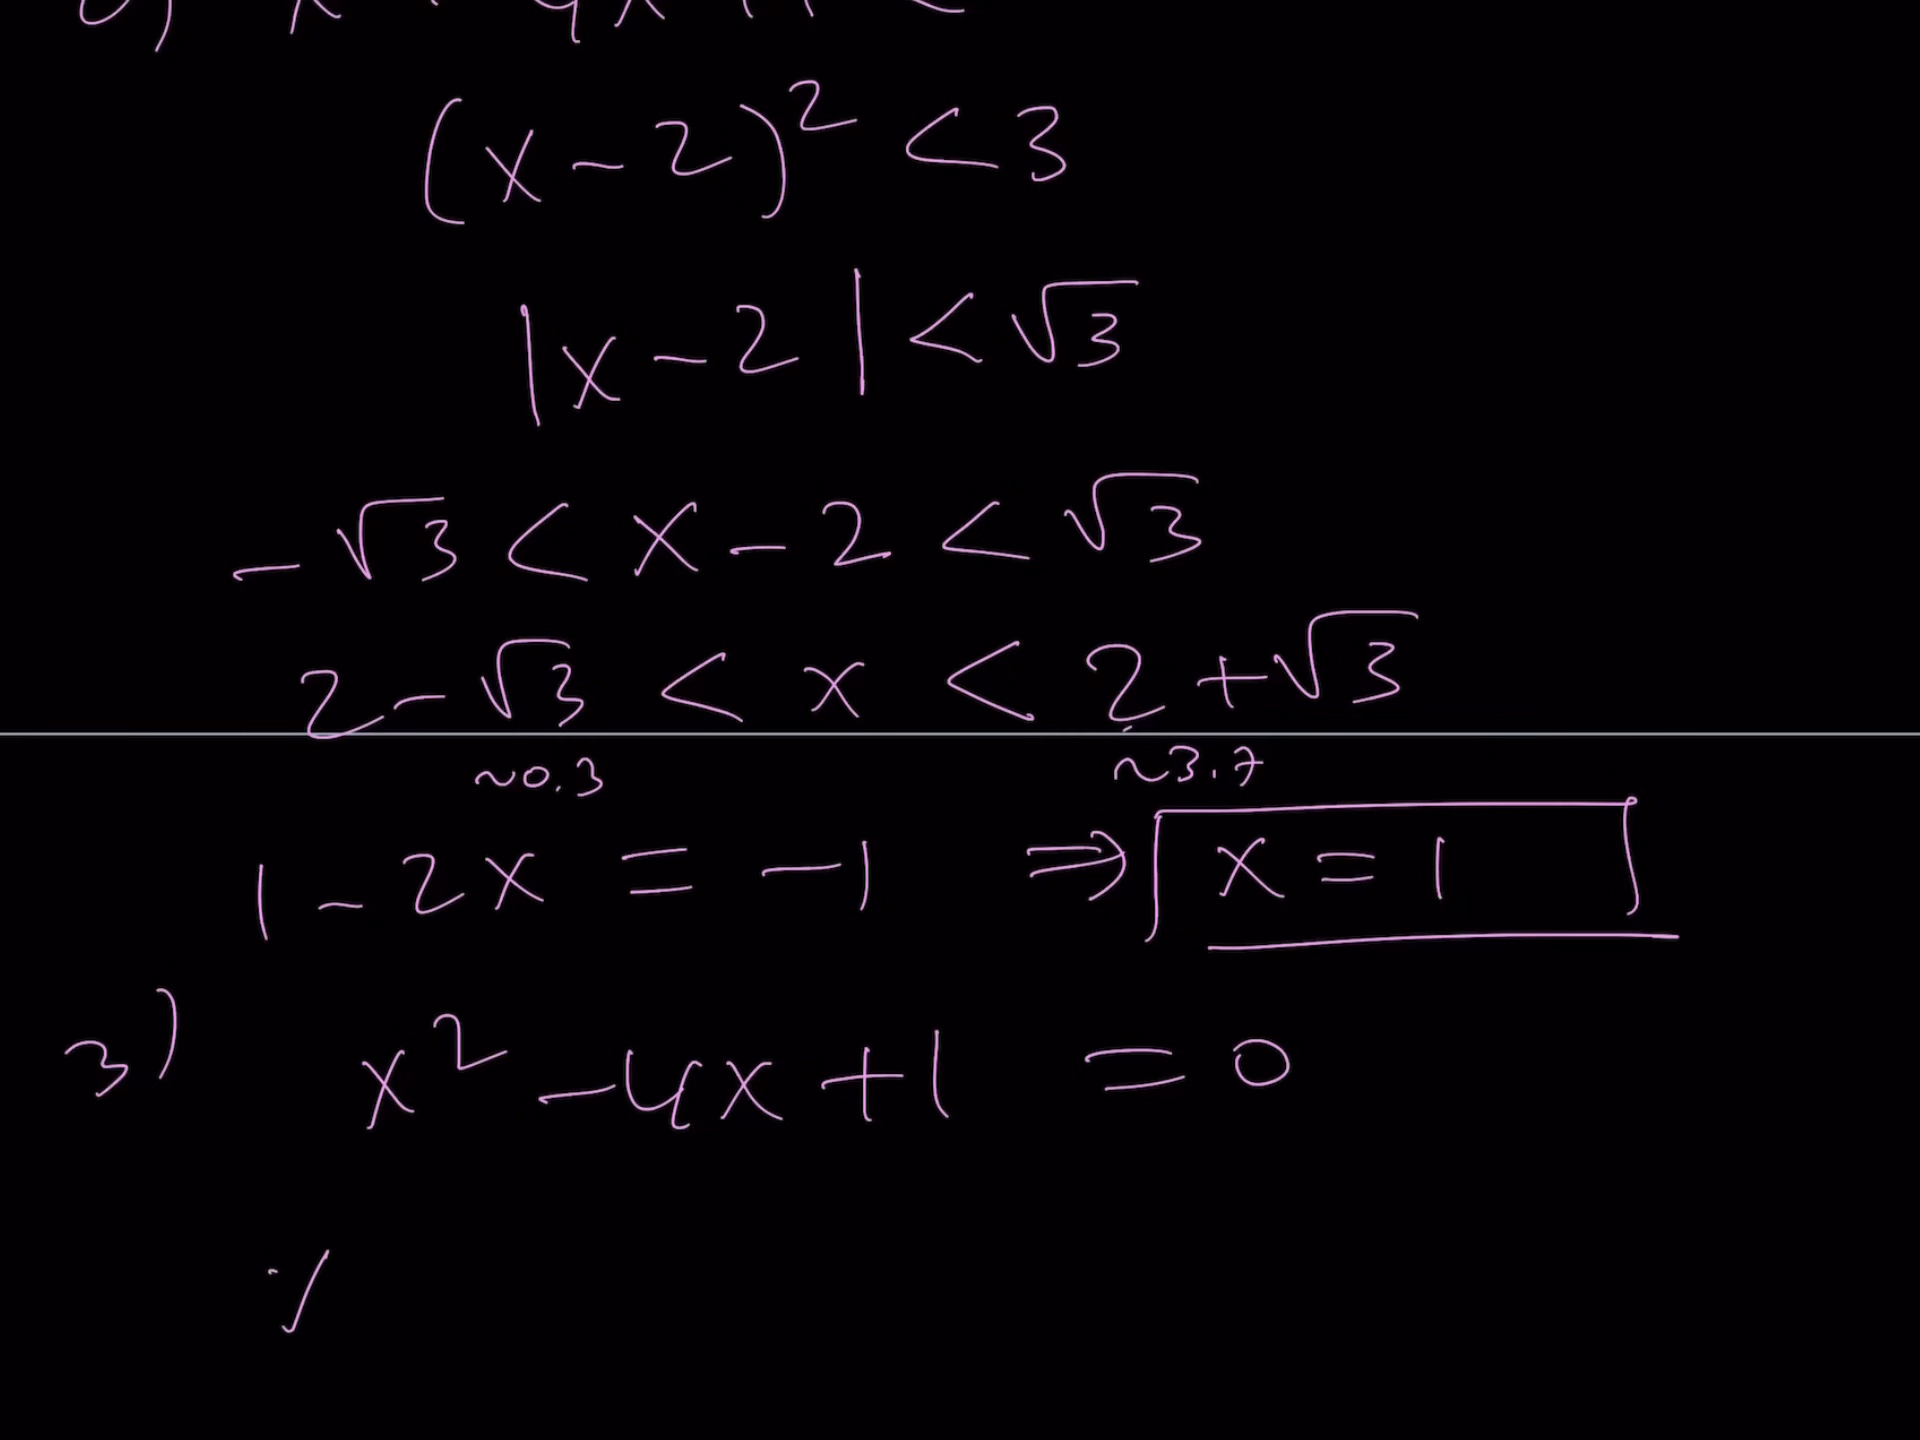 (x-2)² < 3
|x-2| < √3
-√3 < x-2 < √3
2-√3 < x < 2+√3
~0.3 ~3.7
1-2x = -1 ⇒ x = 1
3) x²-4x+1 = 0